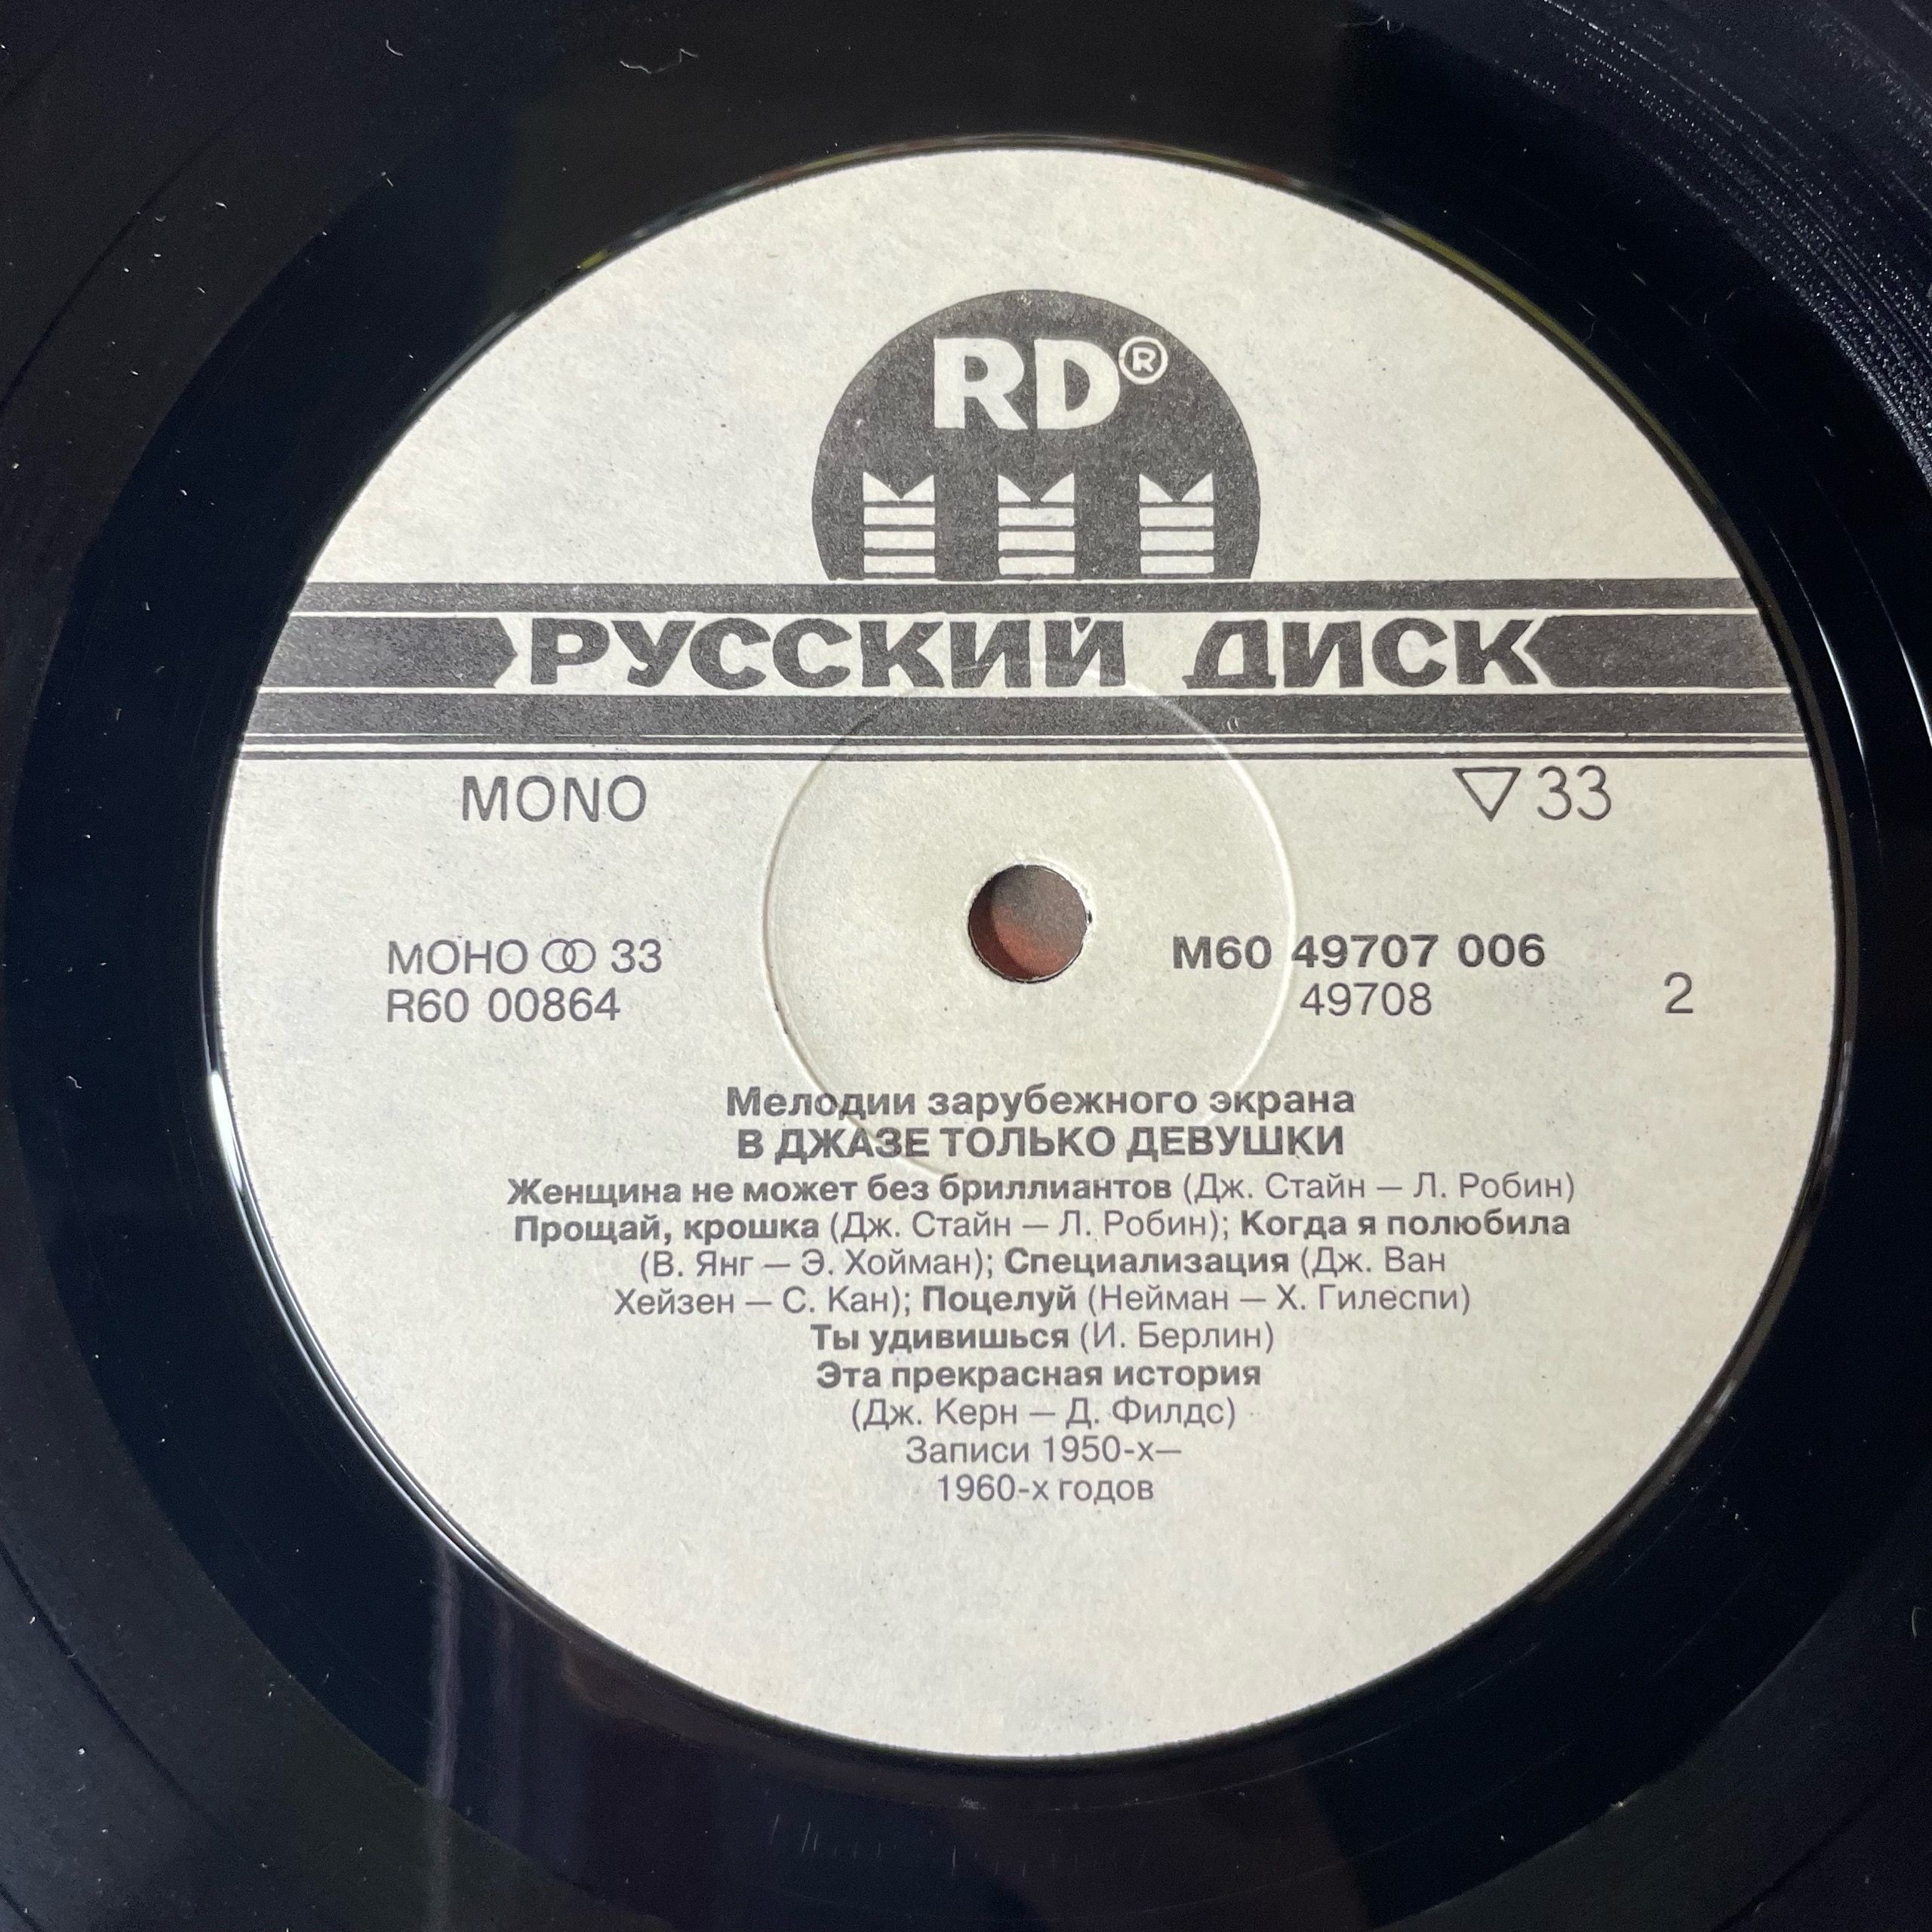 RD®
РУССКИЙ ДИСК
MONO ▽33
МОНО 33 М60 49707 006
R60 00864 49708 2
Мелодии зарубежного экрана
В ДЖАЗЕ ТОЛЬКО ДЕВУШКИ
Женщина не может без бриллиантов (Дж. Стайн — Л. Робин)
Прощай, крошка (Дж. Стайн — Л. Робин); Когда я полюбила
(В. Янг — Э. Хойман); Специализация (Дж. Ван
Хейзен — С. Кан); Поцелуй (Нейман — Х. Гилеспи)
Ты удивишься (И. Берлин)
Эта прекрасная история
(Дж. Керн — Д. Филдс)
Записи 1950-х—
1960-х годов